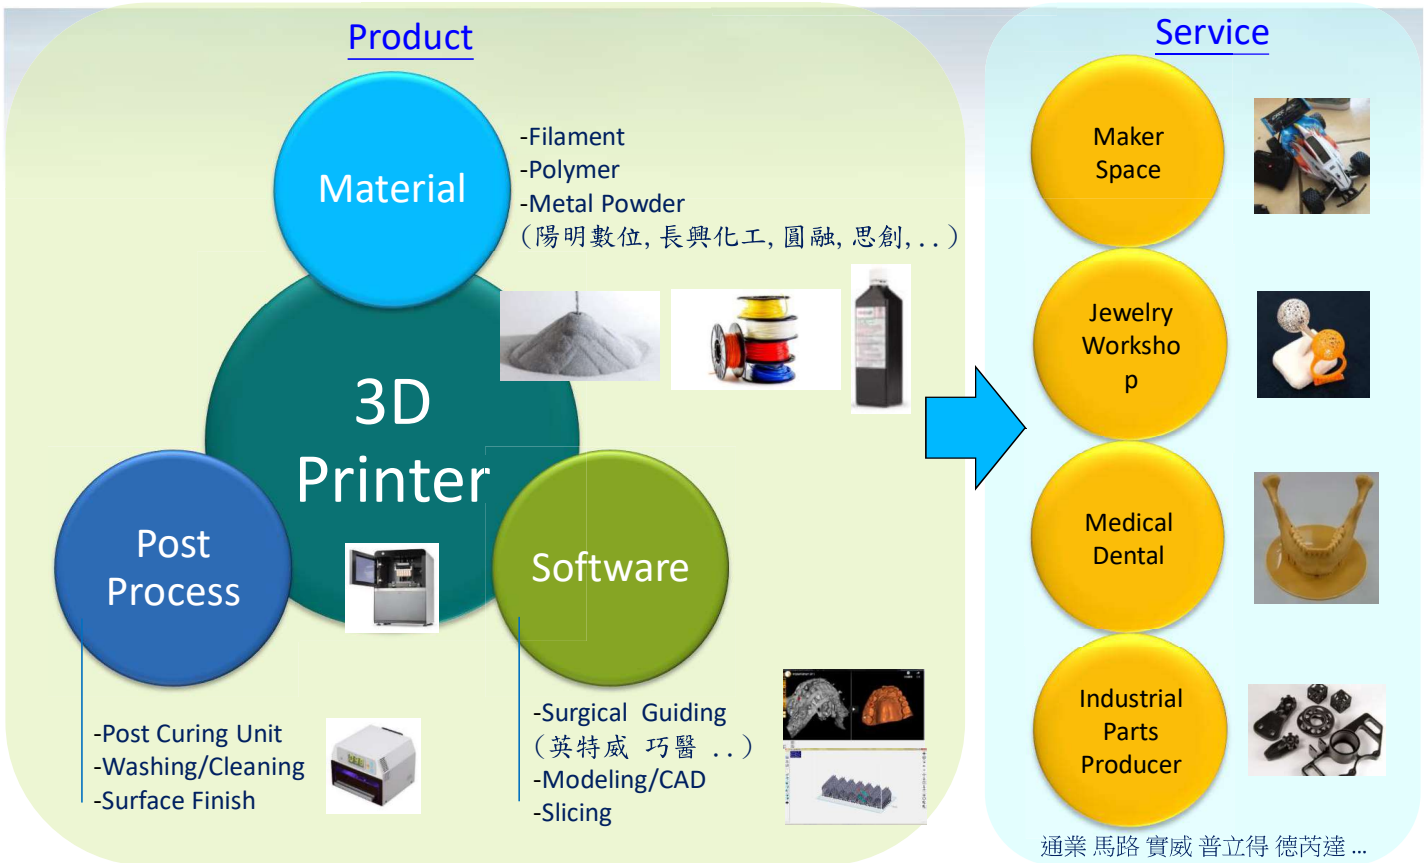 Product
Material
-Filament
-Polymer
-Metal Powder
(陽明數位, 長興化工, 圓融, 思創, . . )
3D
Printer
Post
Process
Software
-Post Curing Unit
-Washing/Cleaning
-Surface Finish
-Surgical Guiding
(英特威 巧醫 . . )
-Modeling/CAD
-Slicing
Service
Maker
Space
Jewelry
Worksho
p
Medical
Dental
Industrial
Parts
Producer
通業 馬路 實威 普立得 德芮達 ...